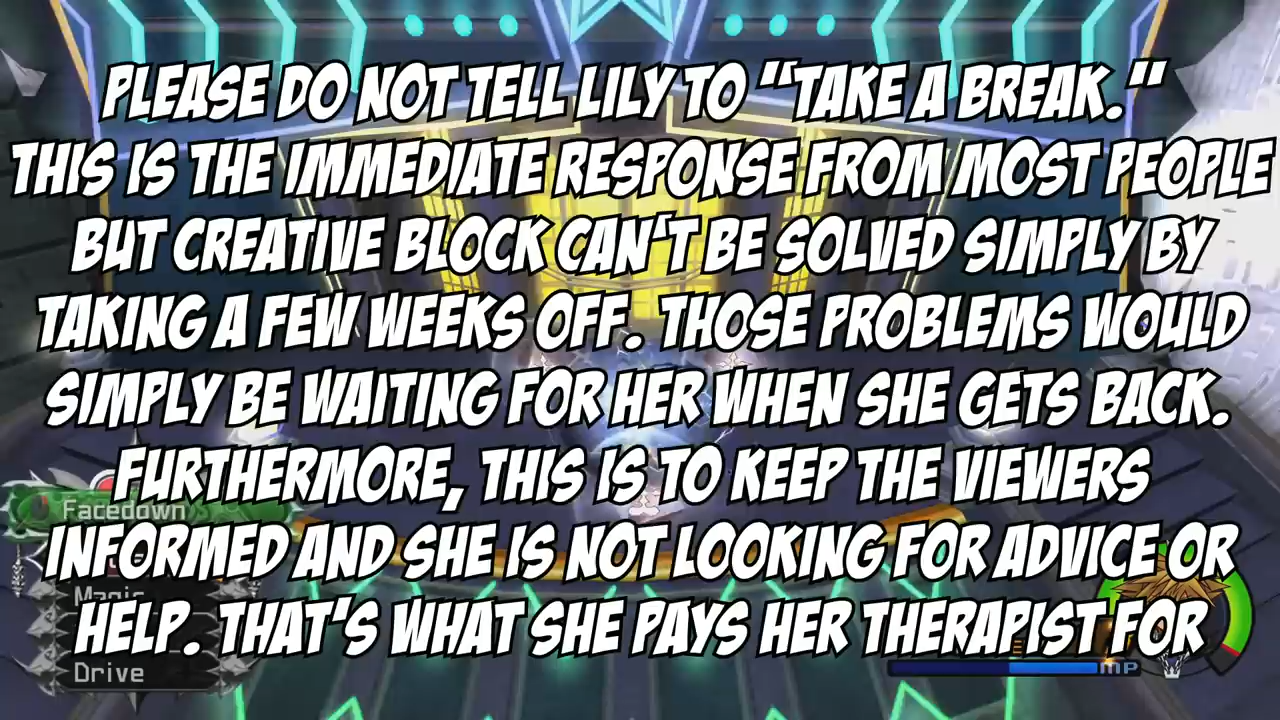 PLEASE DO NOT TELL LILY TO "TAKE A BREAK."
THIS IS THE IMMEDIATE RESPONSE FROM MOST PEOPLE
BUT CREATIVE BLOCK CAN'T BE SOLVED SIMPLY BY
TAKING A FEW WEEKS OFF. THOSE PROBLEMS WOULD
SIMPLY BE WAITING FOR HER WHEN SHE GETS BACK.
FURTHERMORE, THIS IS TO KEEP THE VIEWERS
INFORMED AND SHE IS NOT LOOKING FOR ADVICE OR
HELP. THAT'S WHAT SHE PAYS HER THERAPIST FOR
Facedown
Magic
Drive
MP